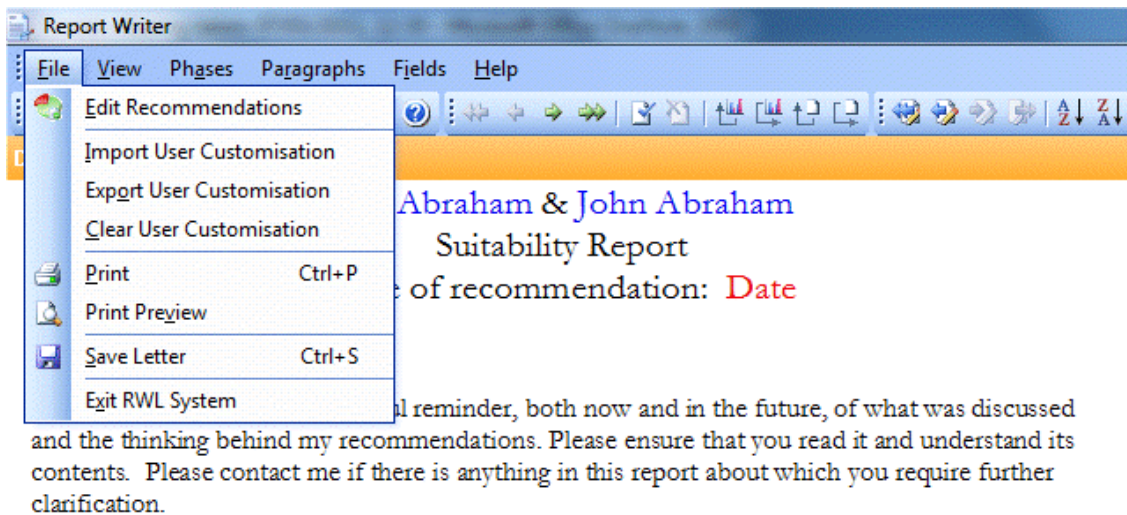 Report Writer
File View Phases Paragraphs Fields Help
Edit Recommendations
Import User Customisation
Export User Customisation
Clear User Customisation
Print Ctrl+P
Print Preview
Save Letter Ctrl+S
Exit RWL System
Abraham & John Abraham
Suitability Report
of recommendation: Date
reminder, both now and in the future, of what was discussed
and the thinking behind my recommendations. Please ensure that you read it and understand its
contents. Please contact me if there is anything in this report about which you require further
clarification.